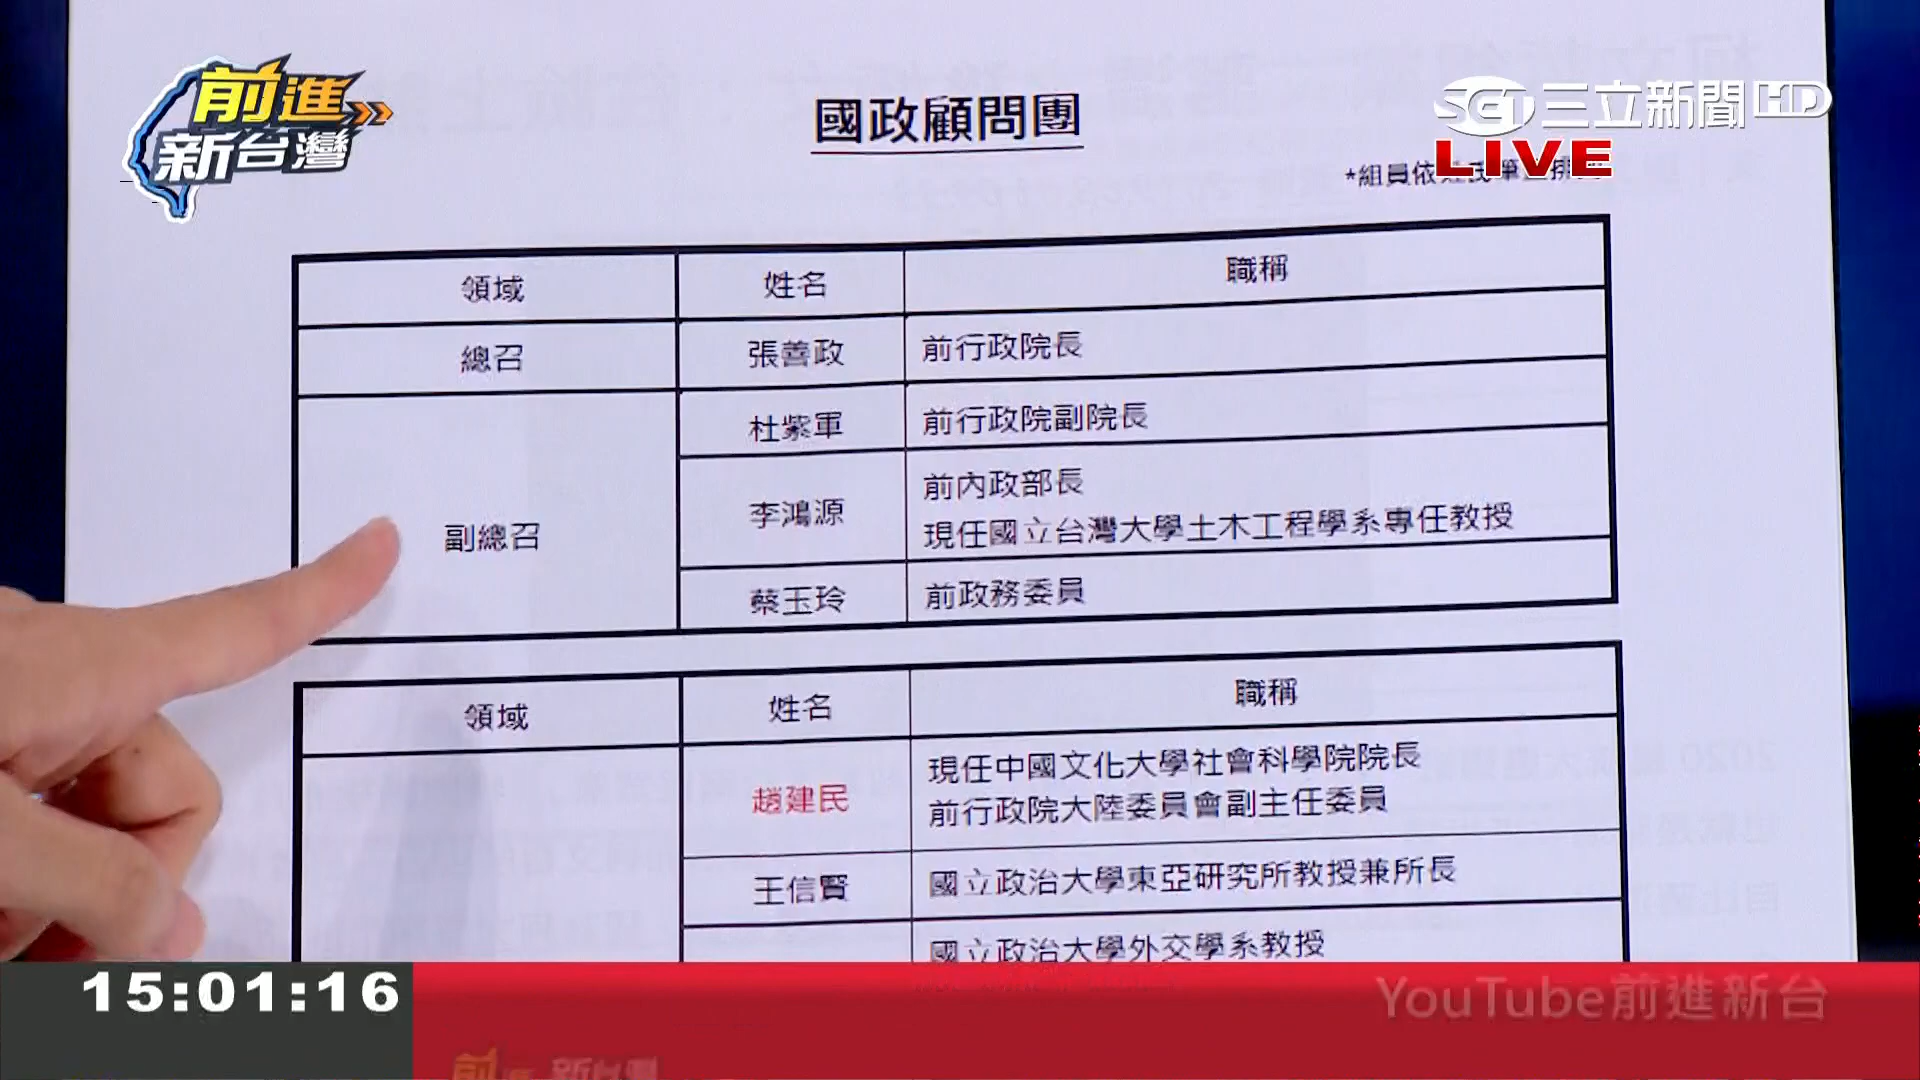 前進
新台灣
SET三立新聞HD
LIVE
國政顧問團
*組員依姓氏筆畫排
領域 姓名 職稱
總召 張善政 前行政院長
副總召
杜紫軍 前行政院副院長
李鴻源
前內政部長
現任國立台灣大學土木工程學系專任教授
蔡玉玲 前政務委員
領域 姓名 職稱
趙建民
現任中國文化大學社會科學院院長
前行政院大陸委員會副主任委員
王信賢 國立政治大學東亞研究所教授兼所長
國立政治大學外交學系教授
15:01:16
YouTube前進新台